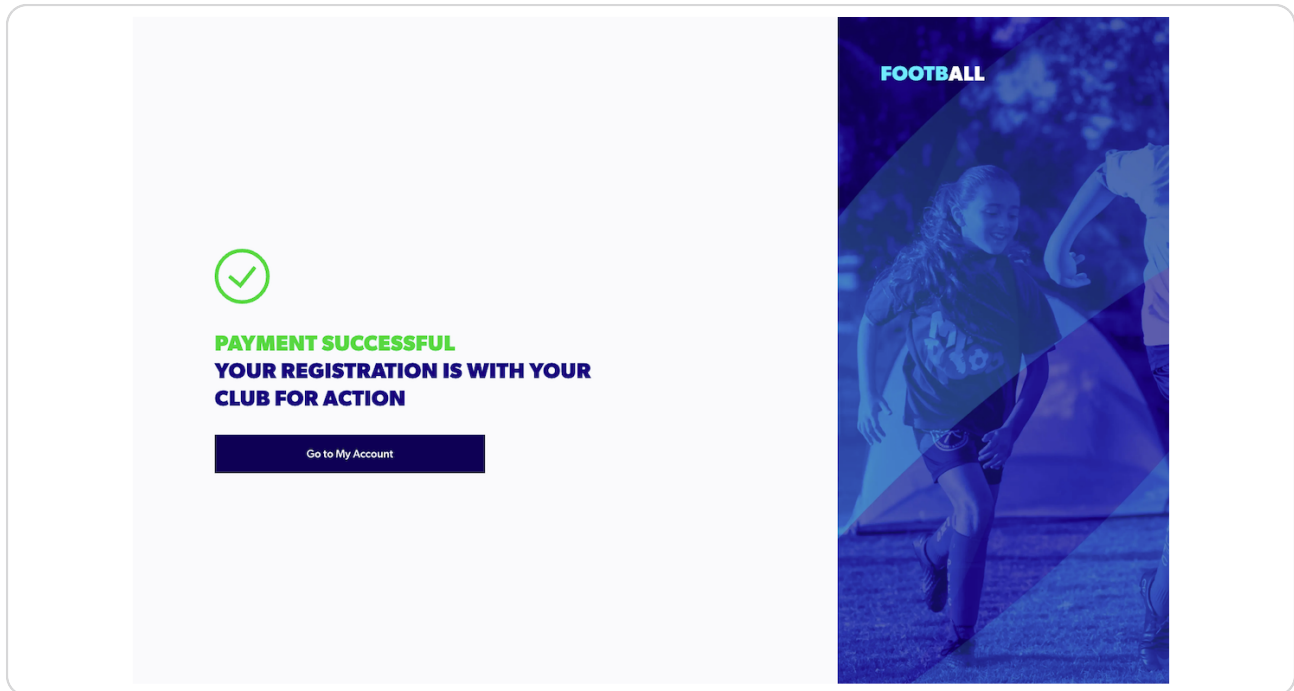 FOOTBALL
PAYMENT SUCCESSFUL
YOUR REGISTRATION IS WITH YOUR
CLUB FOR ACTION
Go to My Account